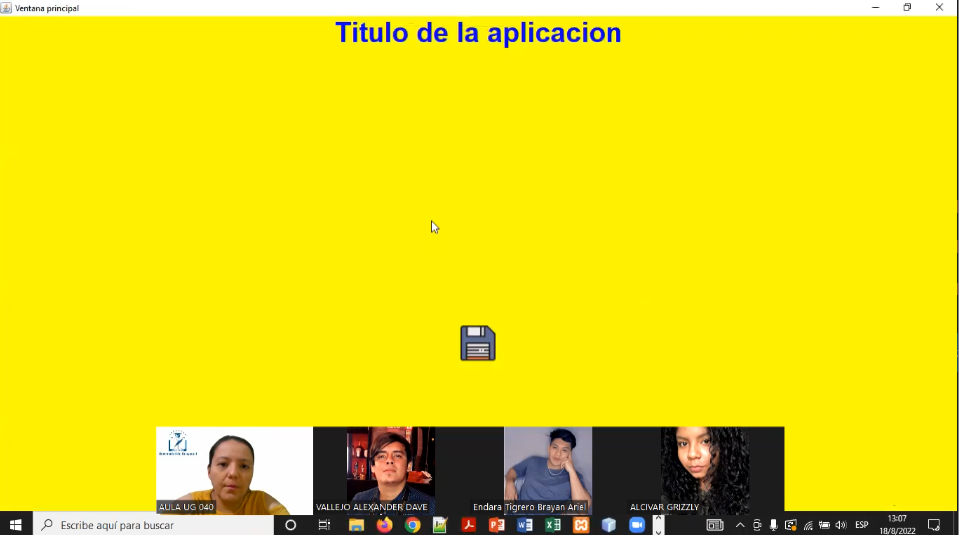 Ventana principal
Titulo de la aplicacion
AULA UG 040
VALLEJO ALEXANDER DAVE
Endara Tigrero Brayan Ariel
ALCIVAR GRIZZLY
Escribe aquí para buscar
ESP
13:07
18/8/2022